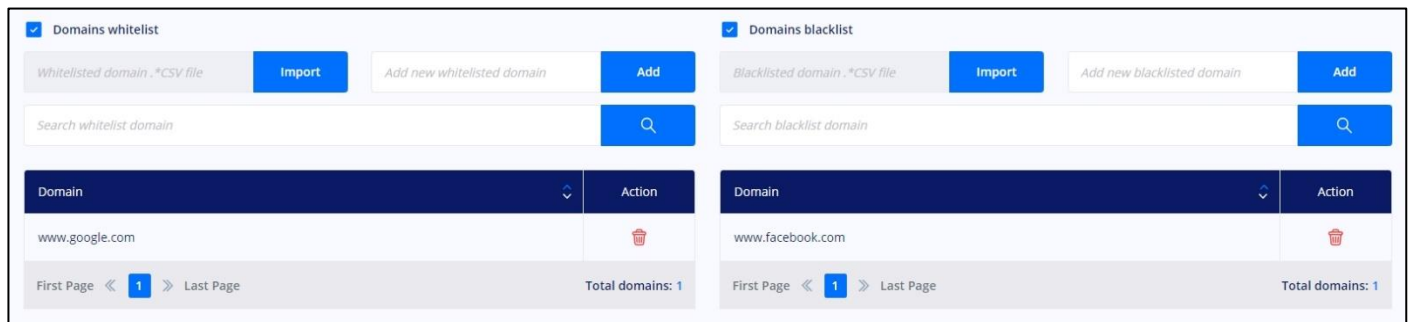 Domains whitelist
Whitelisted domain .*CSV file Import Add new whitelisted domain Add
Search whitelist domain
Domain Action
www.google.com
First Page 1 Last Page Total domains: 1
Domains blacklist
Blacklisted domain .*CSV file Import Add new blacklisted domain Add
Search blacklist domain
Domain Action
www.facebook.com
First Page 1 Last Page Total domains: 1